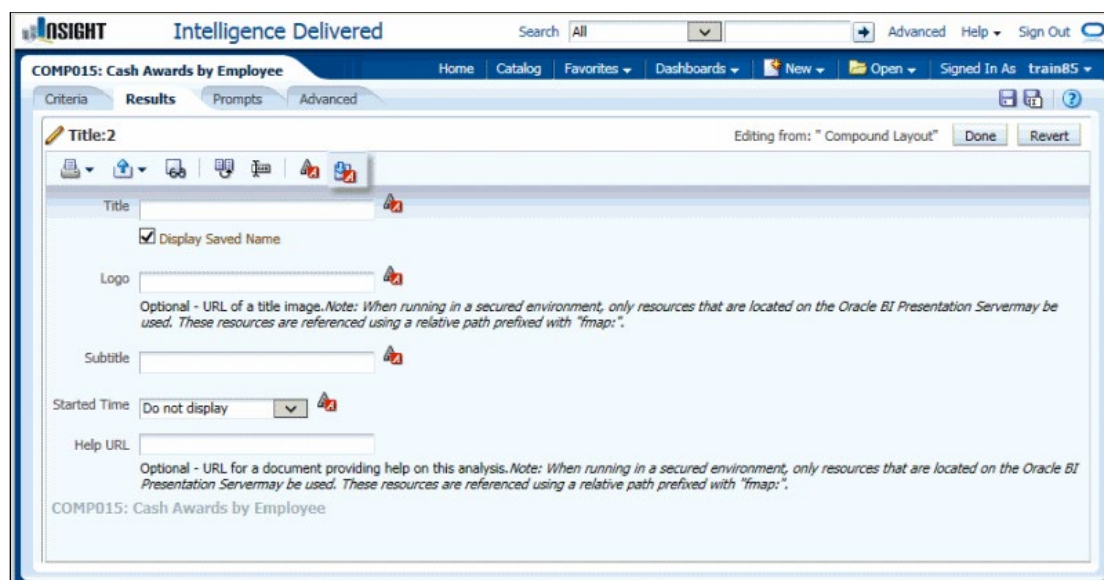 INSIGHT Intelligence Delivered Search All Advanced Help Sign Out
COMP015: Cash Awards by Employee Home Catalog Favorites Dashboards New Open Signed In As train85
Criteria Results Prompts Advanced
Title:2 Editing from: " Compound Layout" Done Revert
Title
Display Saved Name
Logo
Optional - URL of a title image.Note: When running in a secured environment, only resources that are located on the Oracle BI Presentation Servermay be
used. These resources are referenced using a relative path prefixed with "fmap:".
Subtitle
Started Time Do not display
Help URL
Optional - URL for a document providing help on this analysis.Note: When running in a secured environment, only resources that are located on the Oracle BI
Presentation Servermay be used. These resources are referenced using a relative path prefixed with "fmap:".
COMP015: Cash Awards by Employee